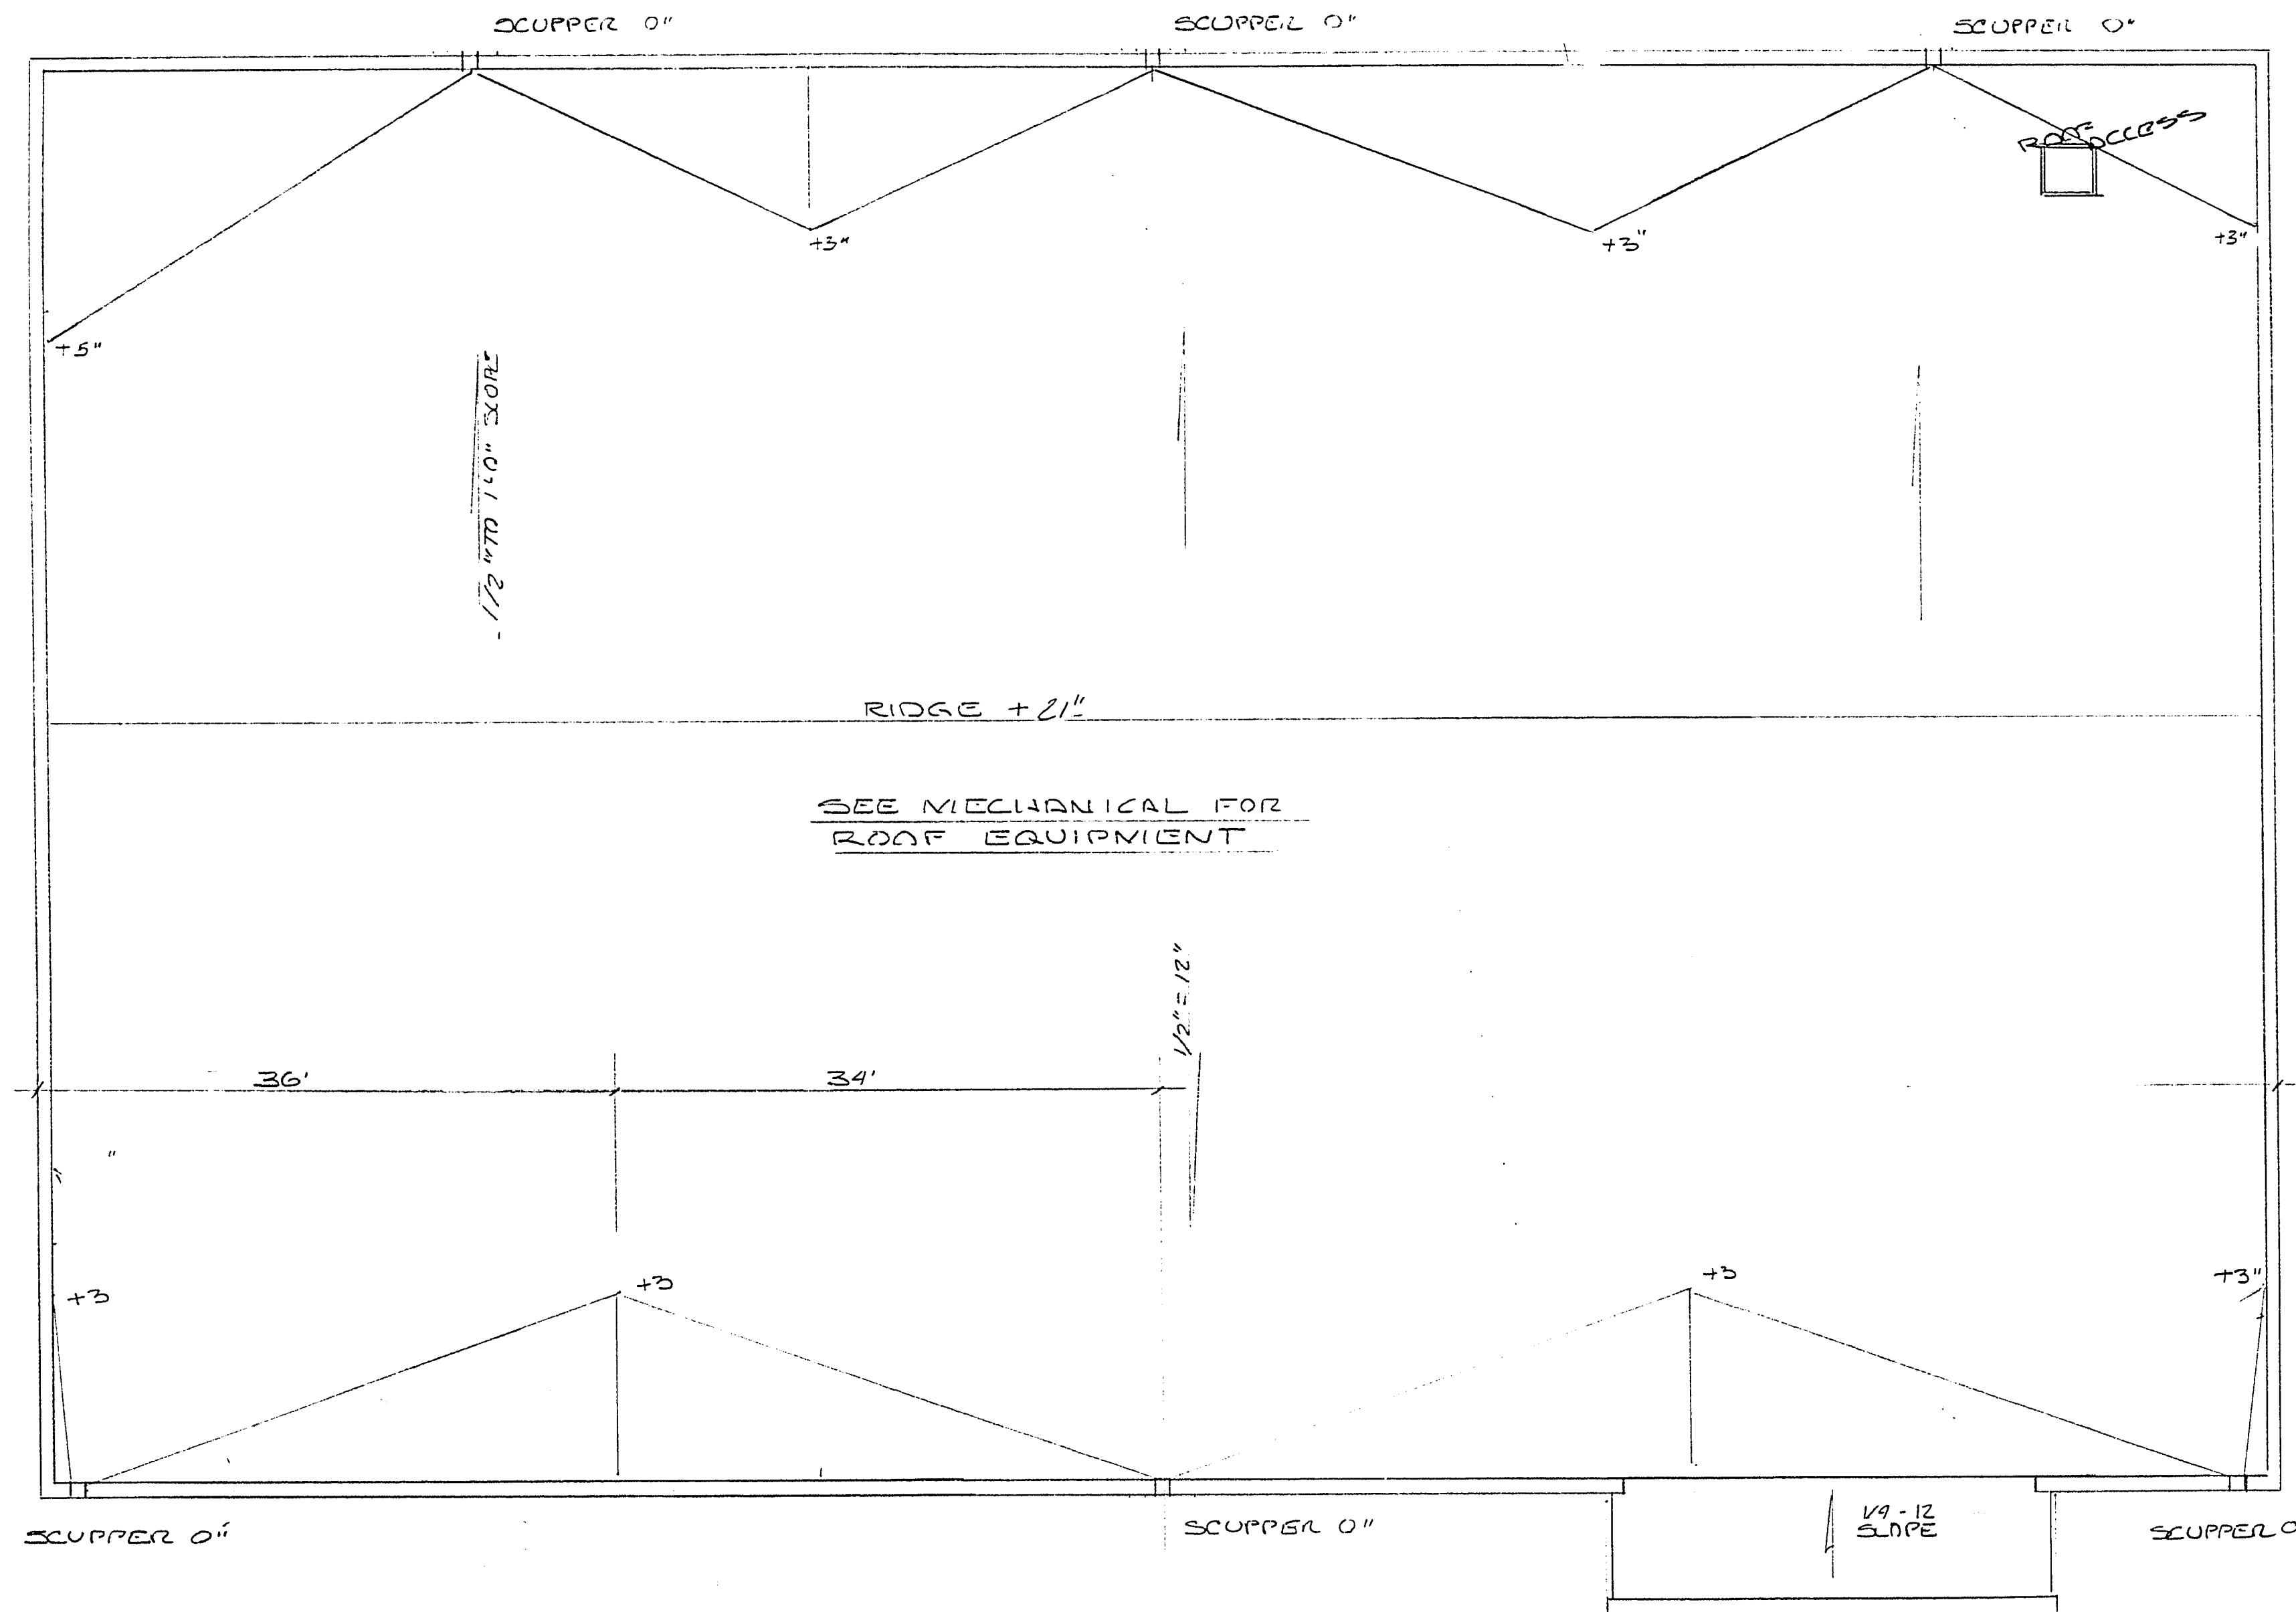 SCUPPER 0"
SCUPPER 0"
SCUPPER 0"
ROOF ACCESS
+3"
+3"
+3"
+5"
1/2" TO 1'0" SLOPE
RIDGE + 21"
SEE MECHANICAL FOR
ROOF EQUIPMENT
1/2" = 12"
36'
34'
+3
+3
+3
+3"
SCUPPER 0"
SCUPPER 0"
1/4 - 12
SLOPE
SCUPPER 0